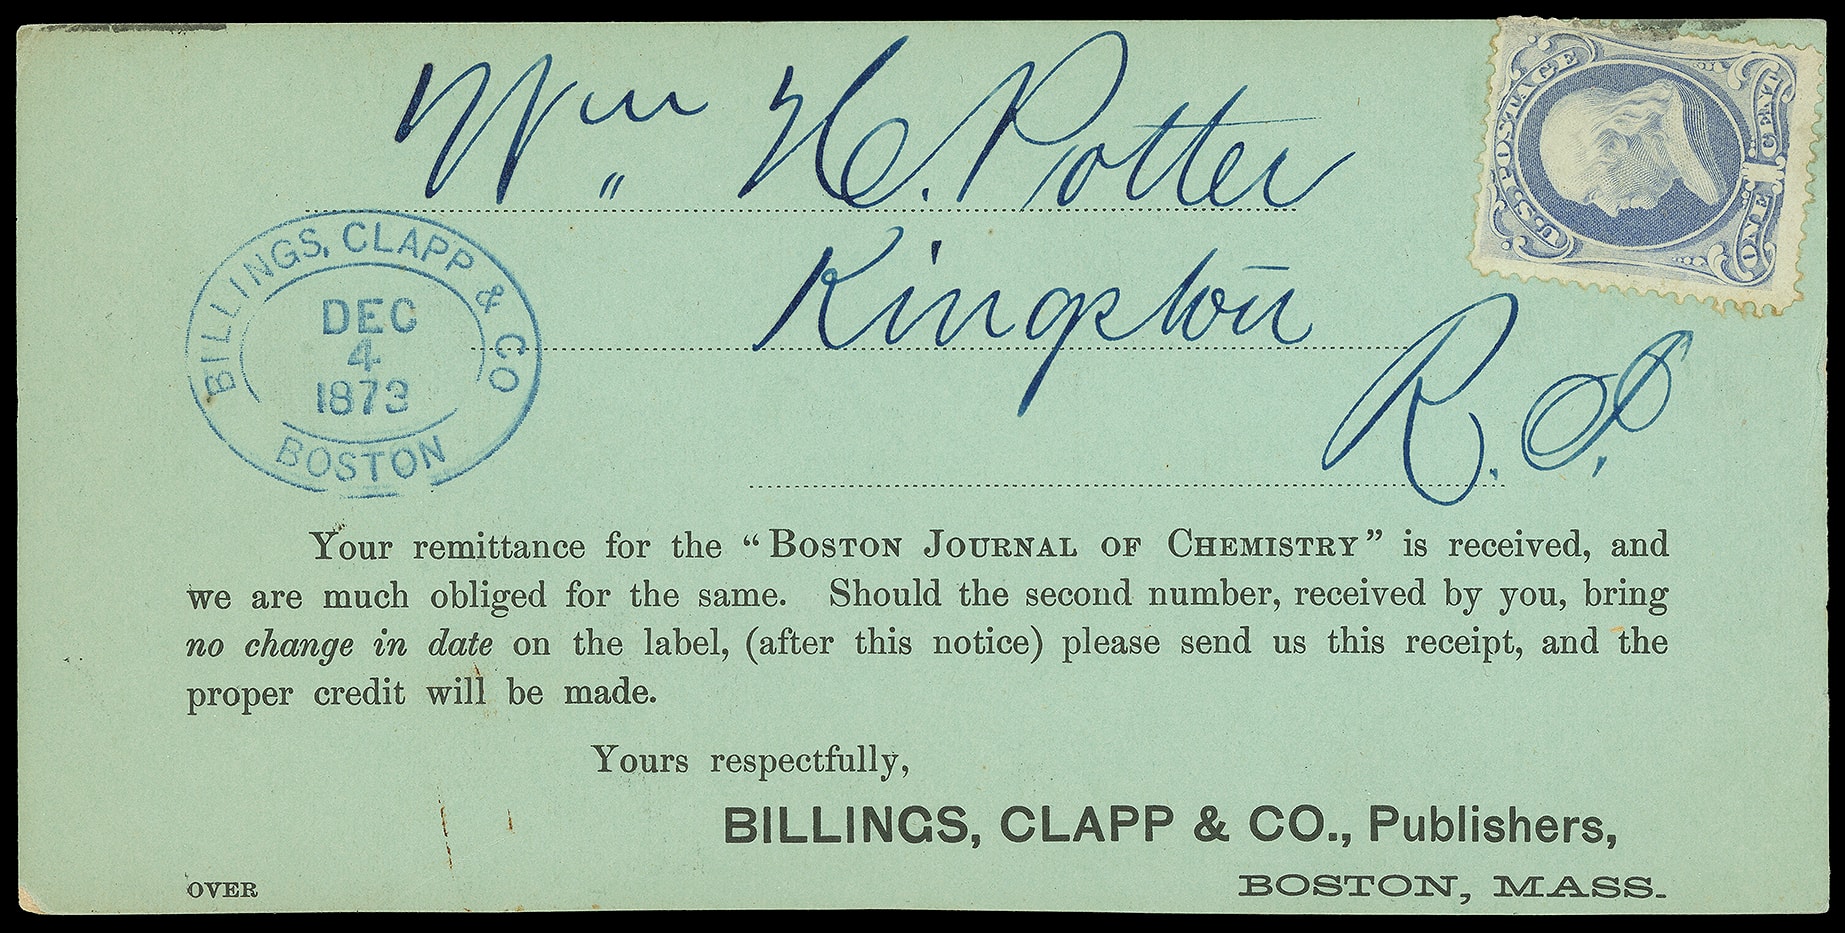 Wm H. Potter
Kingston
R. I.
U.S. POSTAGE
ONE 1 CENT
BILLINGS, CLAPP & CO
DEC
4
1873
BOSTON
Your remittance for the "BOSTON JOURNAL OF CHEMISTRY" is received, and
we are much obliged for the same. Should the second number, received by you, bring
no change in date on the label, (after this notice) please send us this receipt, and the
proper credit will be made.
Yours respectfully,
BILLINGS, CLAPP & CO., Publishers,
OVER
BOSTON, MASS.